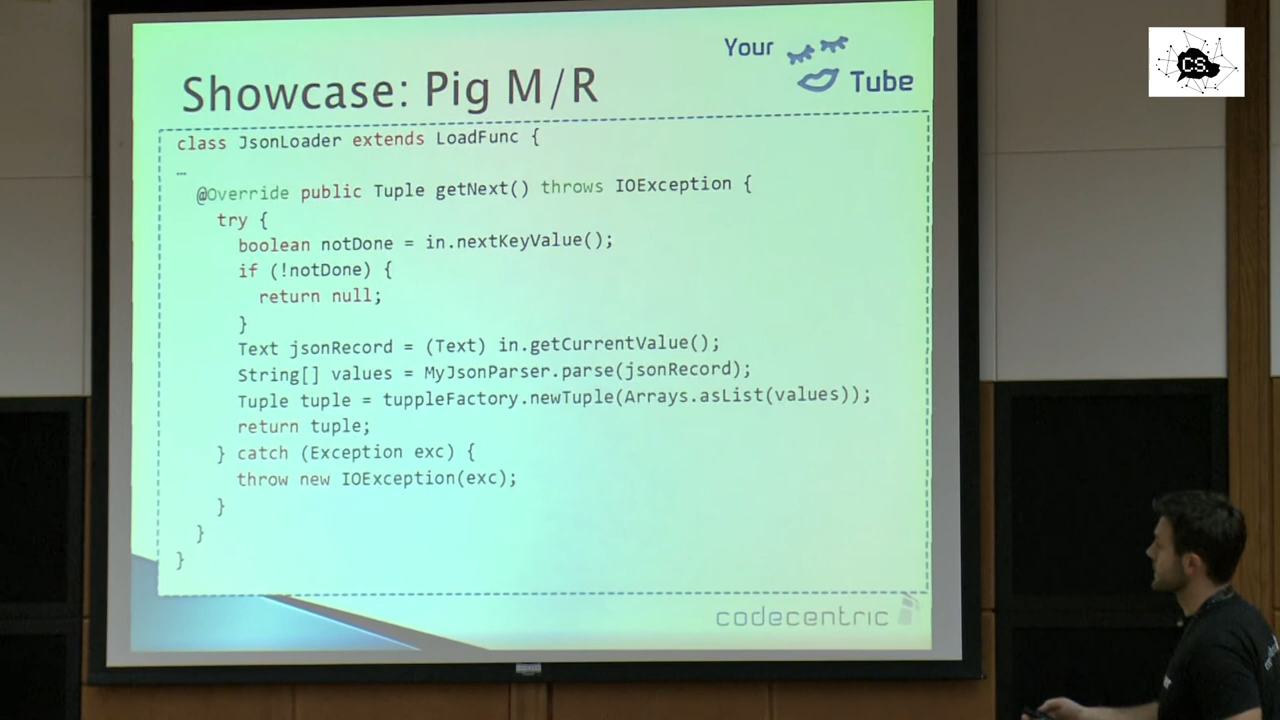 Your
Tube
Showcase: Pig M/R
class JsonLoader extends LoadFunc {
…
@Override public Tuple getNext() throws IOException {
try {
boolean notDone = in.nextKeyValue();
if (!notDone) {
return null;
}
Text jsonRecord = (Text) in.getCurrentValue();
String[] values = MyJsonParser.parse(jsonRecord);
Tuple tuple = tuppleFactory.newTuple(Arrays.asList(values));
return tuple;
} catch (Exception exc) {
throw new IOException(exc);
}
}
}
codecentric
CS.